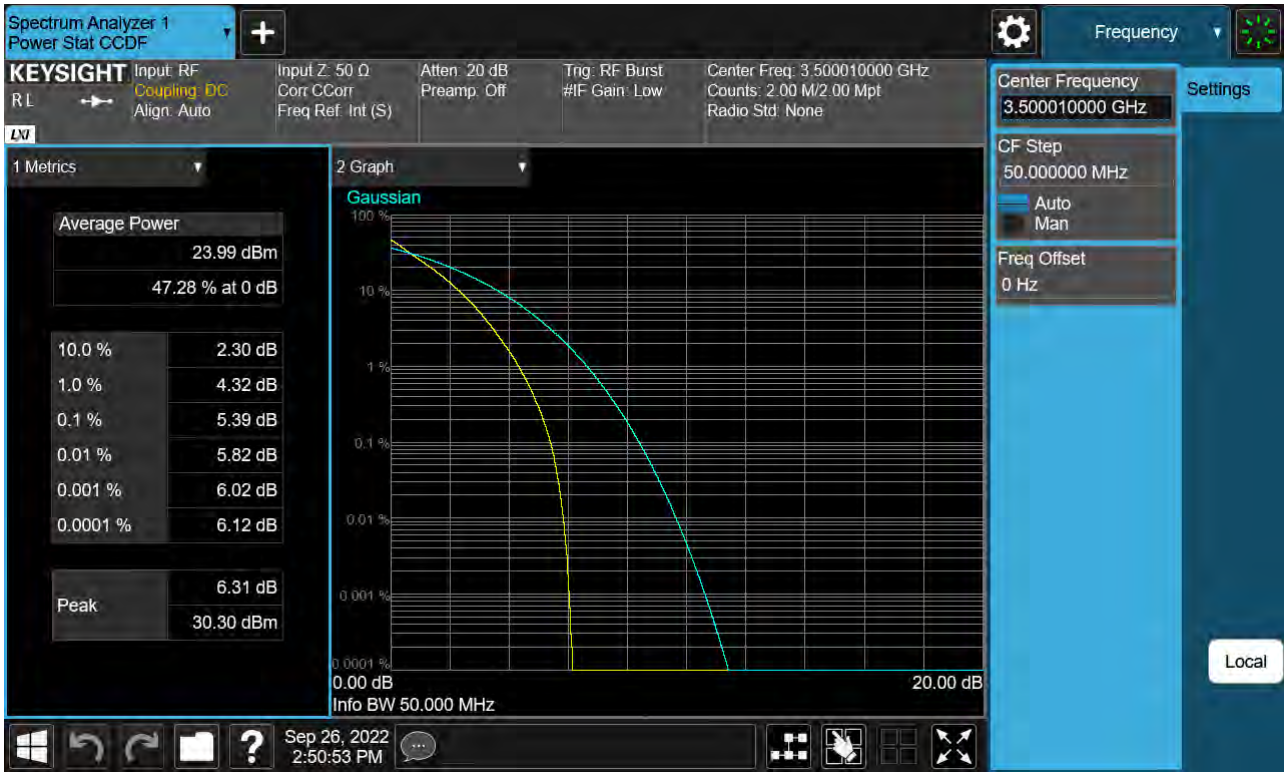 Spectrum Analyzer 1
Power Stat CCDF
Frequency
KEYSIGHT
RL
LXI
Input: RF
Coupling: DC
Align: Auto
Input Z: 50 Ω
Corr CCorr
Freq Ref: Int (S)
Atten: 20 dB
Preamp: Off
Trig: RF Burst
#IF Gain: Low
Center Freq: 3.500010000 GHz
Counts: 2.00 M/2.00 Mpt
Radio Std: None
1 Metrics
Average Power
23.99 dBm
47.28 % at 0 dB
10.0 % 2.30 dB
1.0 % 4.32 dB
0.1 % 5.39 dB
0.01 % 5.82 dB
0.001 % 6.02 dB
0.0001 % 6.12 dB
Peak
6.31 dB
30.30 dBm
2 Graph
Gaussian
100 %
10 %
1 %
0.1 %
0.01 %
0.001 %
0.0001 %
0.00 dB 20.00 dB
Info BW 50.000 MHz
Center Frequency
3.500010000 GHz
CF Step
50.000000 MHz
Auto
Man
Freq Offset
0 Hz
Settings
Local
?
Sep 26, 2022
2:50:53 PM